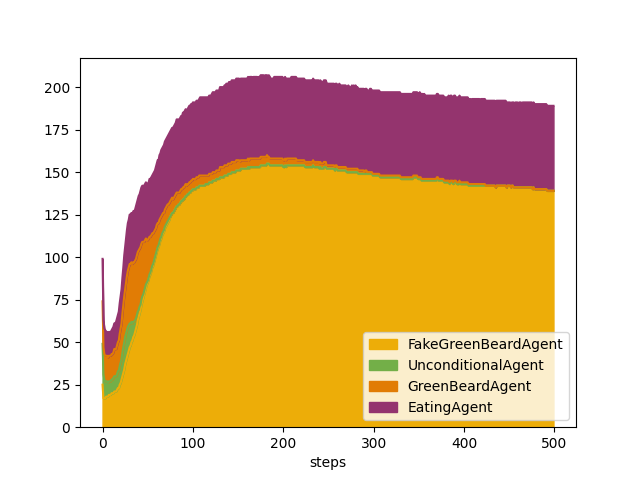 200
175
150
125
100
75
50
25
0
0 100 200 300 400 500
steps
FakeGreenBeardAgent
UnconditionalAgent
GreenBeardAgent
EatingAgent